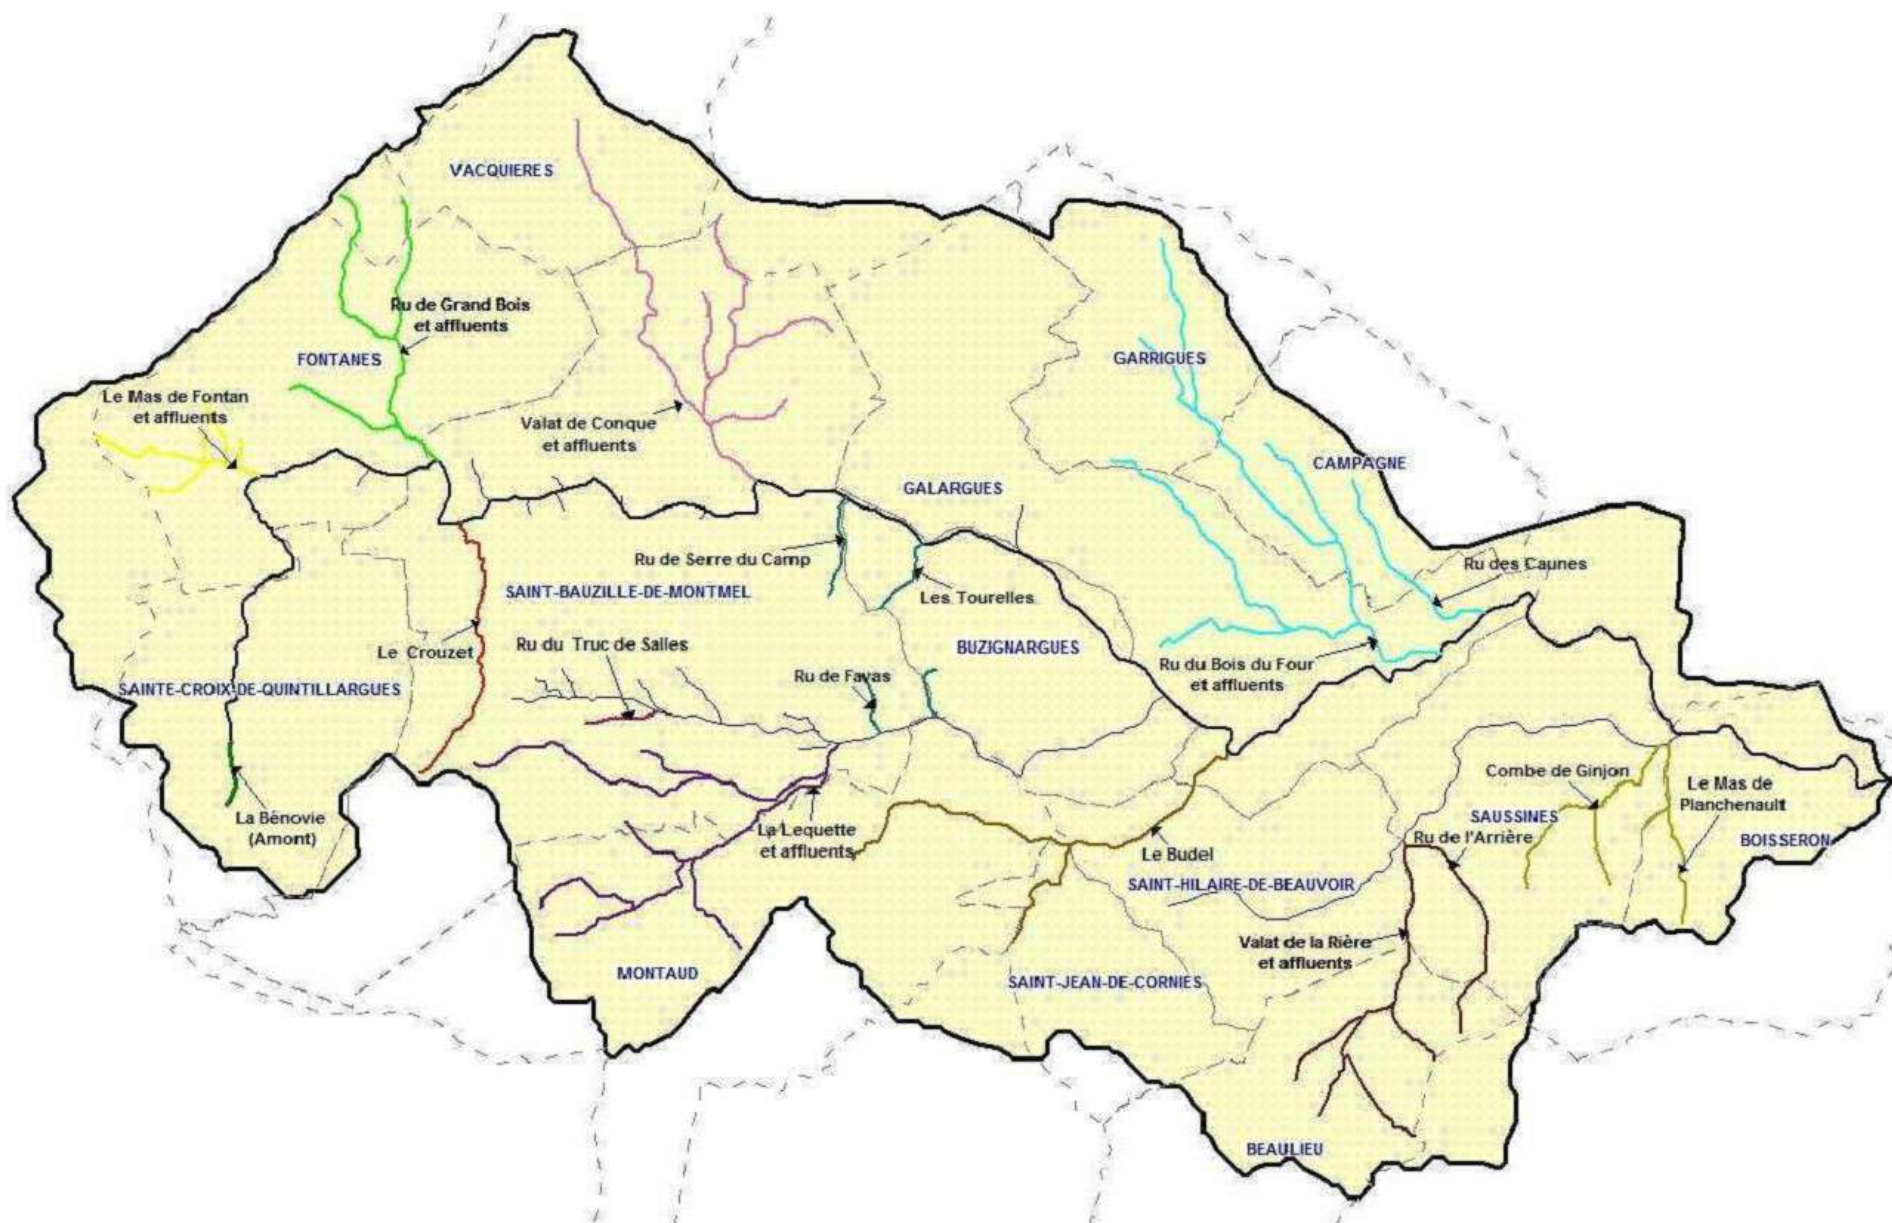 VACQUIERES
Ru de Grand Bois
et affluents
FONTANES
GARRIGUES
Le Mas de Fontan
et affluents
Valat de Conque
et affluents
CAMPAGNE
GALARGUES
Ru de Serre du Camp
Ru des Caunes
SAINT-BAUZILLE-DE-MONTMEL
Les Tourelles
Le Crouzet
Ru du Truc de Salles
BUZIGNARGUES
Ru du Bois du Four
et affluents
Ru de Favas
SAINTE-CROIX-DE-QUINTILLARGUES
Combe de Ginjon
Le Mas de
Planchenault
La Bénovie
(Amont)
SAUSSINES
La Lequette
et affluents
Ru de l'Arrière
BOISSERON
Le Budel
SAINT-HILAIRE-DE-BEAUVOIR
Valat de la Rière
et affluents
MONTAUD
SAINT-JEAN-DE-CORNIES
BEAULIEU